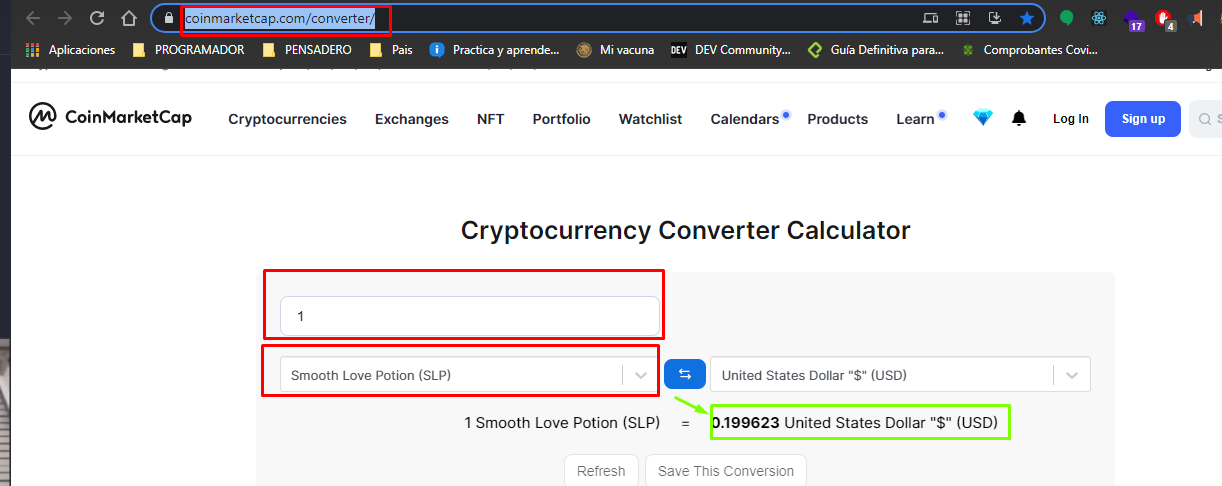 coinmarketcap.com/converter/
17
4
Aplicaciones PROGRAMADOR PENSADERO Pais Practica y aprende... Mi vacuna DEV DEV Community... Guía Definitiva para... Comprobantes Covi...
CoinMarketCap Cryptocurrencies Exchanges NFT Portfolio Watchlist Calendars Products Learn Log In Sign up S
Cryptocurrency Converter Calculator
1
Smooth Love Potion (SLP) United States Dollar "$" (USD)
1 Smooth Love Potion (SLP) = 0.199623 United States Dollar "$" (USD)
Refresh Save This Conversion